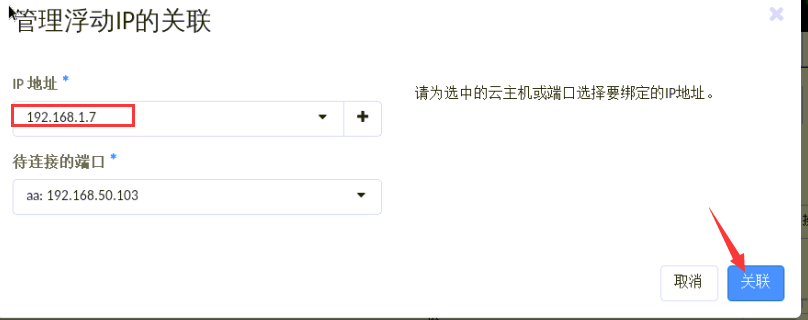 管理浮动IP的关联
IP 地址 *
192.168.1.7
请为选中的云主机或端口选择要绑定的IP地址。
待连接的端口 *
aa: 192.168.50.103
取消
关联